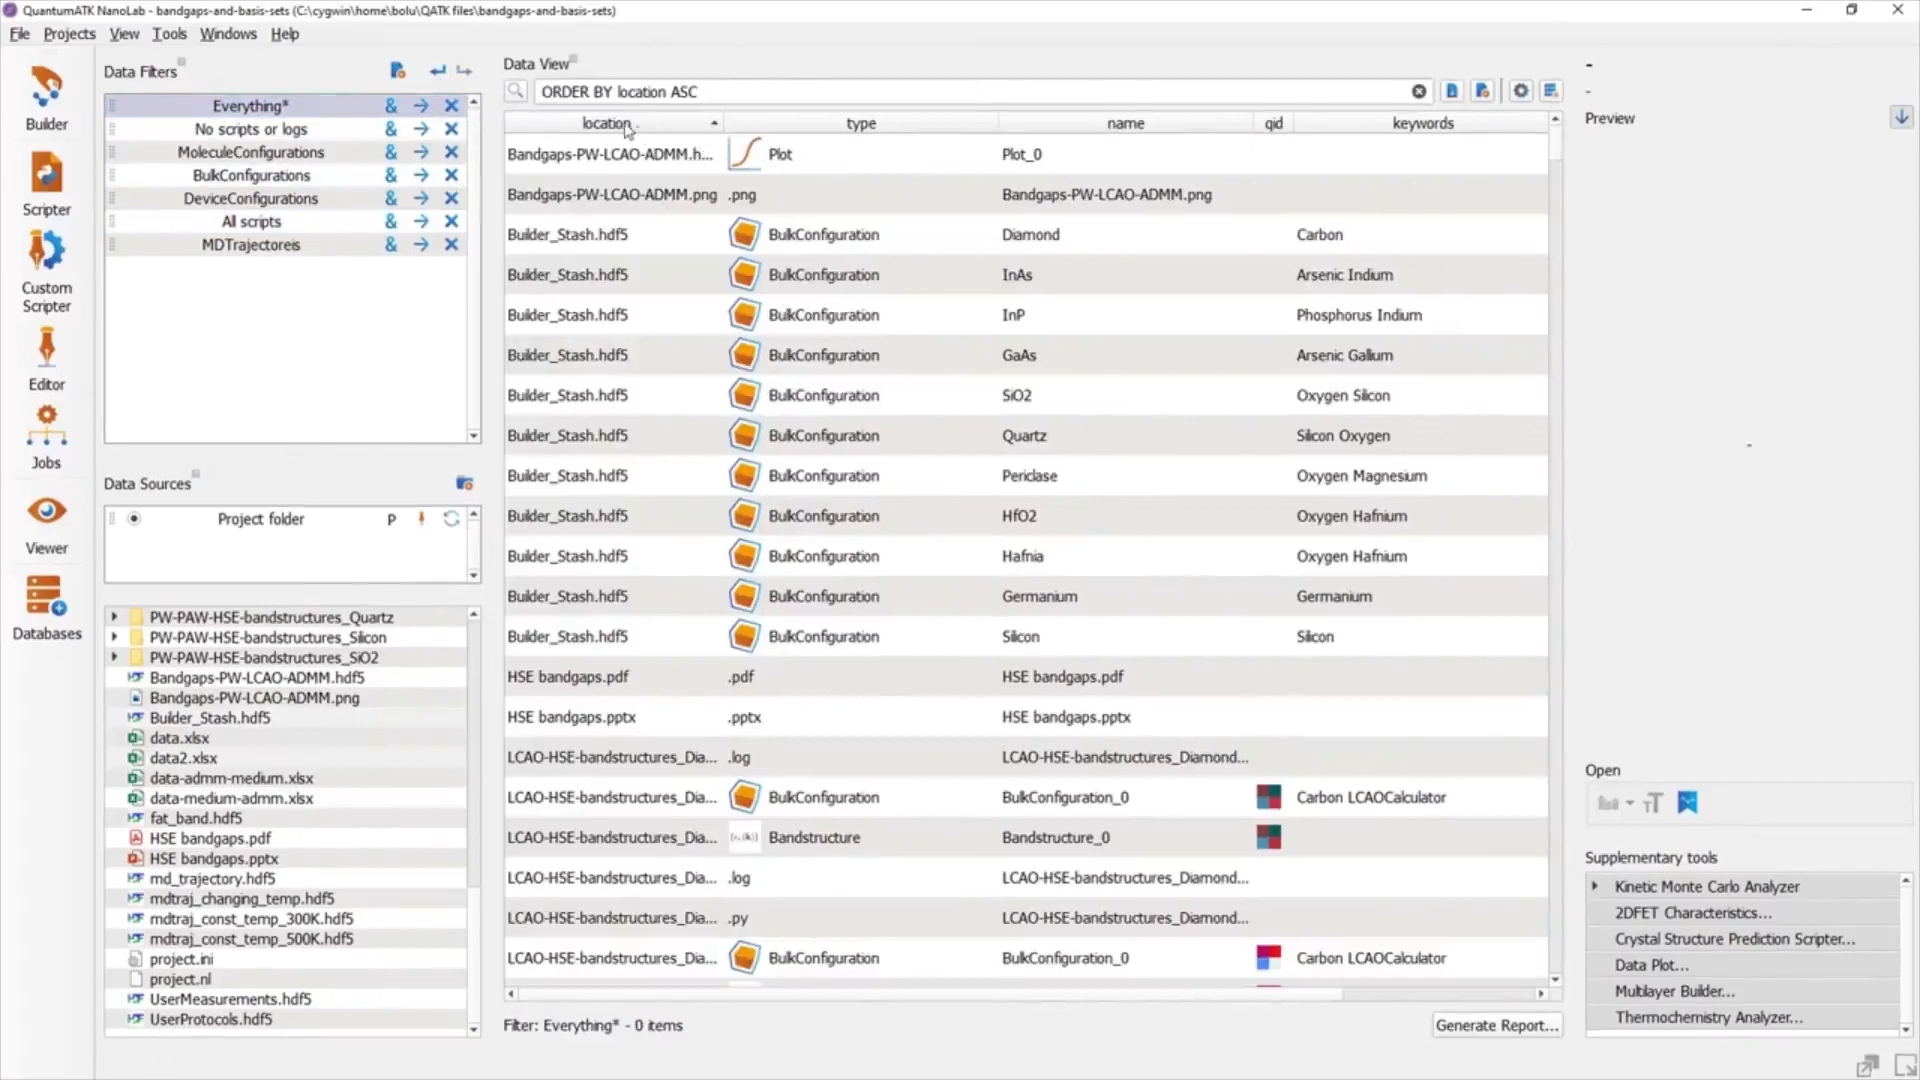 QuantumATK NanoLab - bandgaps-and-basis-sets (C:\cygwin\home\bolu\QATK files\bandgaps-and-basis-sets)
File Projects View Tools Windows Help
Builder
Scripter
Custom
Scripter
Editor
Jobs
Viewer
Databases
Data Filters
Everything* &
No scripts or logs &
MoleculeConfigurations &
BulkConfigurations &
DeviceConfigurations &
All scripts &
MDTrajectoreis &
Data Sources
Project folder P
PW-PAW-HSE-bandstructures_Quartz
PW-PAW-HSE-bandstructures_Silicon
PW-PAW-HSE-bandstructures_SiO2
Bandgaps-PW-LCAO-ADMM.hdf5
Bandgaps-PW-LCAO-ADMM.png
Builder_Stash.hdf5
data.xlsx
data2.xlsx
data-admm-medium.xlsx
data-medium-admm.xlsx
fat_band.hdf5
HSE bandgaps.pdf
HSE bandgaps.pptx
md_trajectory.hdf5
mdtraj_changing_temp.hdf5
mdtraj_const_temp_300K.hdf5
mdtraj_const_temp_500K.hdf5
project.ini
project.nl
UserMeasurements.hdf5
UserProtocols.hdf5
Data View
ORDER BY location ASC
location type name qid keywords
Bandgaps-PW-LCAO-ADMM.h... Plot Plot_0
Bandgaps-PW-LCAO-ADMM.png .png Bandgaps-PW-LCAO-ADMM.png
Builder_Stash.hdf5 BulkConfiguration Diamond Carbon
Builder_Stash.hdf5 BulkConfiguration InAs Arsenic Indium
Builder_Stash.hdf5 BulkConfiguration InP Phosphorus Indium
Builder_Stash.hdf5 BulkConfiguration GaAs Arsenic Gallium
Builder_Stash.hdf5 BulkConfiguration SiO2 Oxygen Silicon
Builder_Stash.hdf5 BulkConfiguration Quartz Silicon Oxygen
Builder_Stash.hdf5 BulkConfiguration Periclase Oxygen Magnesium
Builder_Stash.hdf5 BulkConfiguration HfO2 Oxygen Hafnium
Builder_Stash.hdf5 BulkConfiguration Hafnia Oxygen Hafnium
Builder_Stash.hdf5 BulkConfiguration Germanium Germanium
Builder_Stash.hdf5 BulkConfiguration Silicon Silicon
HSE bandgaps.pdf .pdf HSE bandgaps.pdf
HSE bandgaps.pptx .pptx HSE bandgaps.pptx
LCAO-HSE-bandstructures_Dia... .log LCAO-HSE-bandstructures_Diamond...
LCAO-HSE-bandstructures_Dia... BulkConfiguration BulkConfiguration_0 Carbon LCAOCalculator
LCAO-HSE-bandstructures_Dia... Bandstructure Bandstructure_0
LCAO-HSE-bandstructures_Dia... .log LCAO-HSE-bandstructures_Diamond...
LCAO-HSE-bandstructures_Dia... .py LCAO-HSE-bandstructures_Diamond...
LCAO-HSE-bandstructures_Dia... BulkConfiguration BulkConfiguration_0 Carbon LCAOCalculator
Filter: Everything* - 0 items
Generate Report...
-
-
Preview
-
Open
Supplementary tools
Kinetic Monte Carlo Analyzer
2DFET Characteristics...
Crystal Structure Prediction Scripter...
Data Plot...
Multilayer Builder...
Thermochemistry Analyzer...